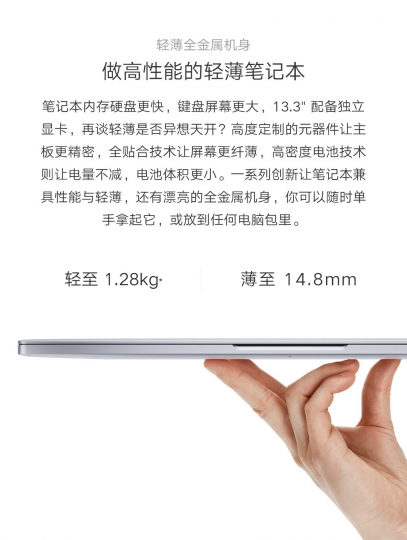 轻薄全金属机身
做高性能的轻薄笔记本
笔记本内存硬盘更快，键盘屏幕更大，13.3" 配备独立
显卡，再谈轻薄是否异想天开？高度定制的元器件让主
板更精密，全贴合技术让屏幕更纤薄，高密度电池技术
则让电量不减，电池体积更小。一系列创新让笔记本兼
具性能与轻薄，还有漂亮的全金属机身，你可以随时单
手拿起它，或放到任何电脑包里。
轻至 1.28kg*
薄至 14.8mm